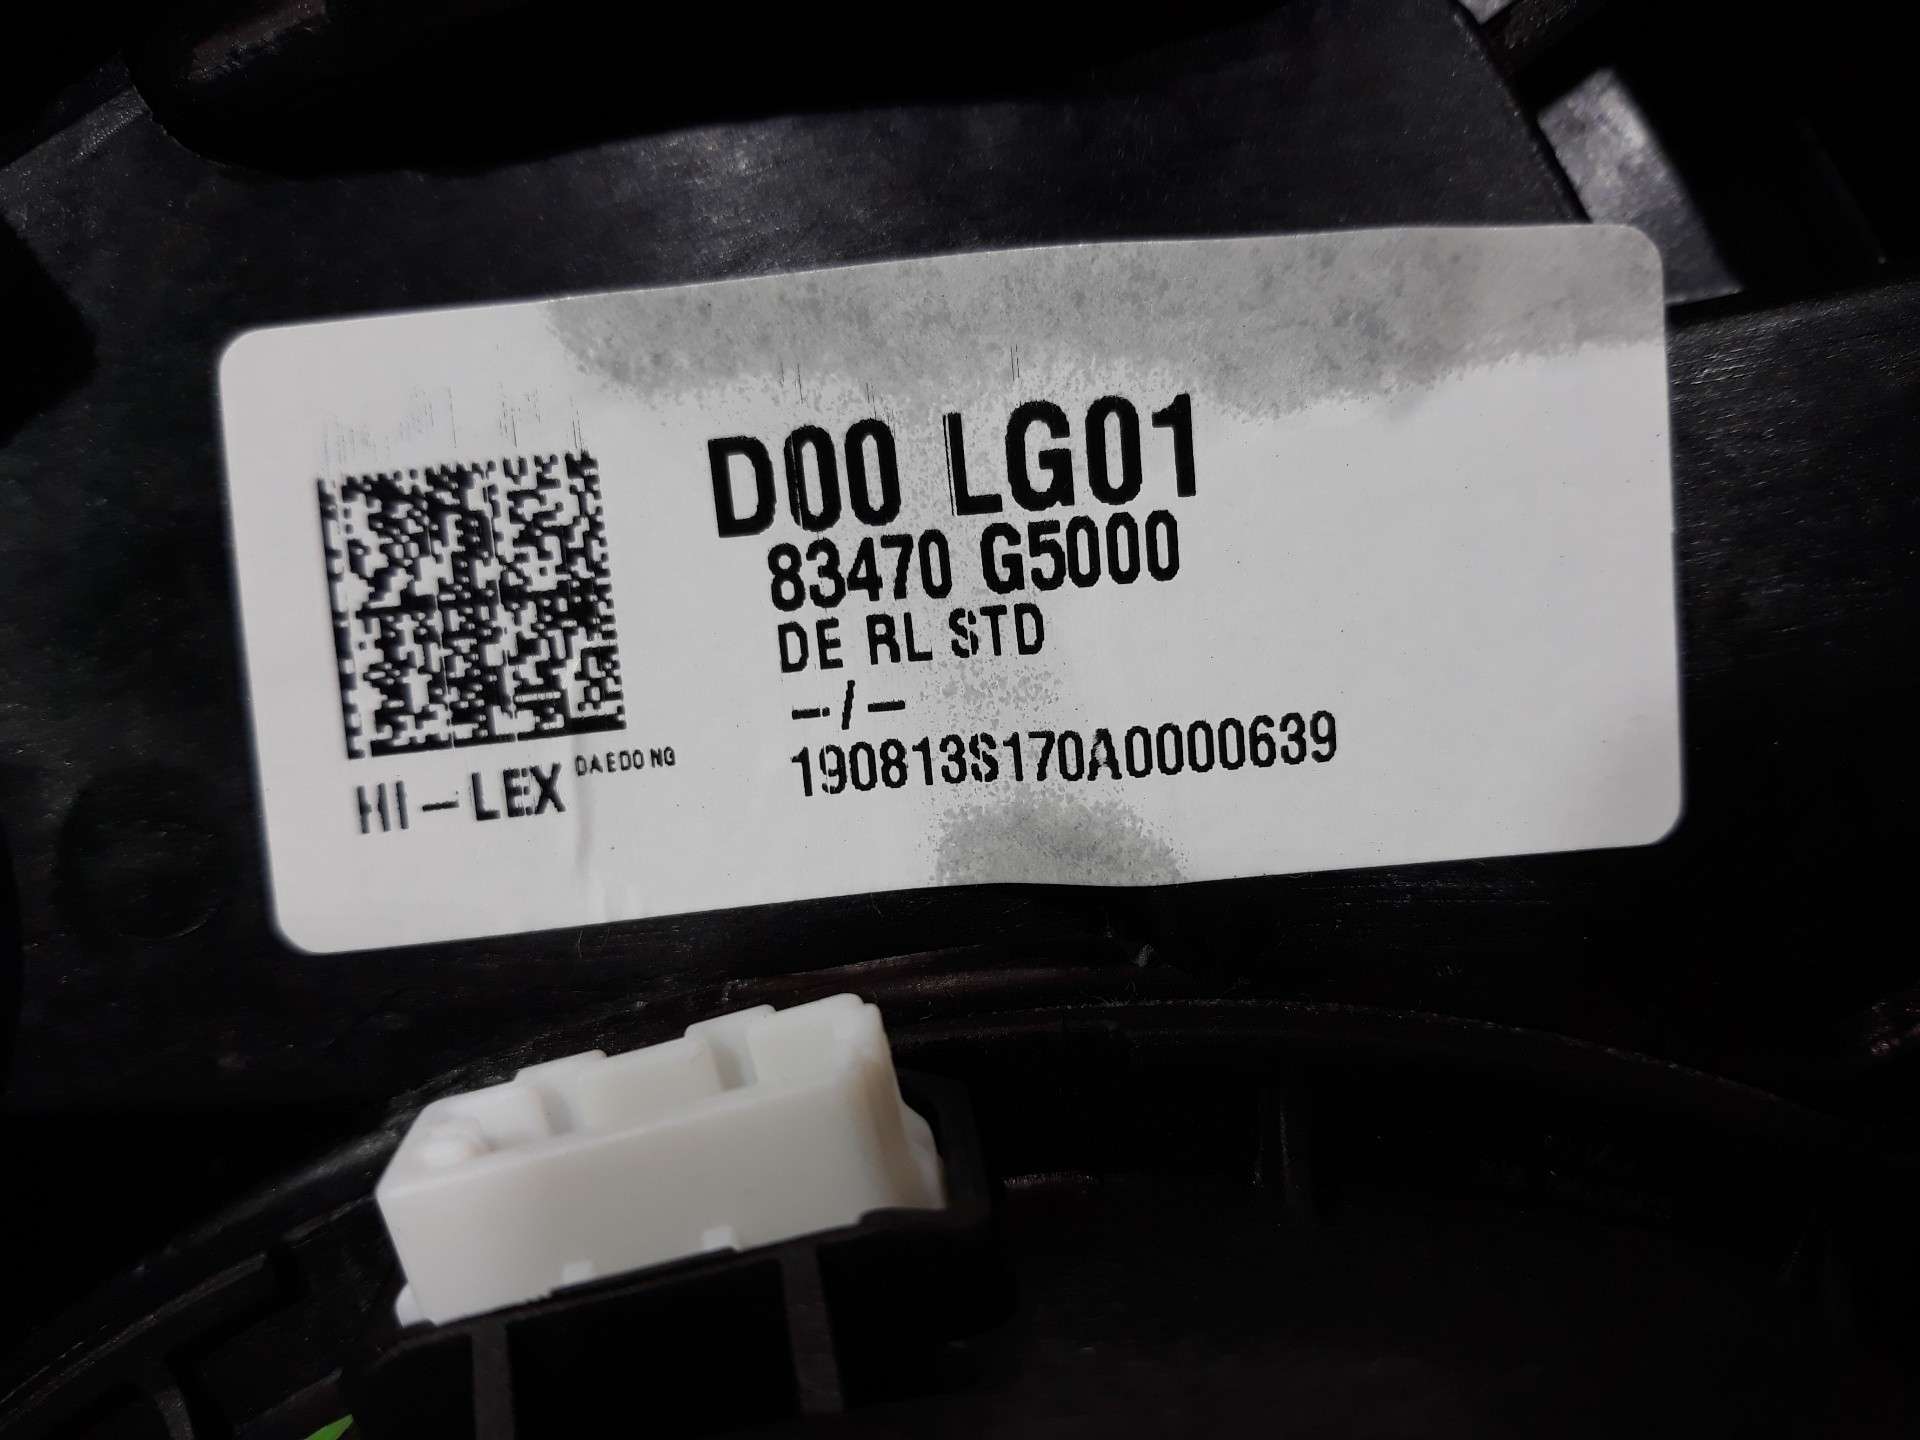 D00 LG01
83470 G5000
DE RL STD
-/-
190813S170A0000639
HI-LEX DAEDONG